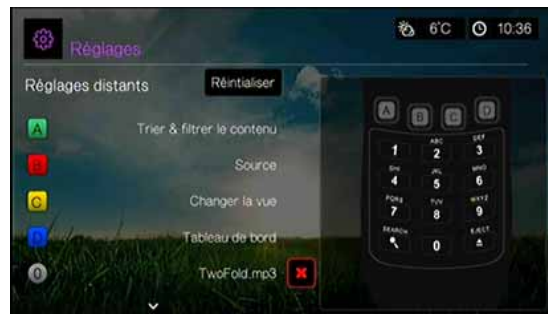 6°C 10:36
Réglages
Réglages distants Réintialiser
A Trier & filtrer le contenu
B Source
C Changer la vue
D Tableau de bord
0 TwoFold.mp3
A B C D
ABC DEF
1 2 3
GHI JKL MNO
4 5 6
PQRS TUV WXYZ
7 8 9
SEARCH EJECT
0